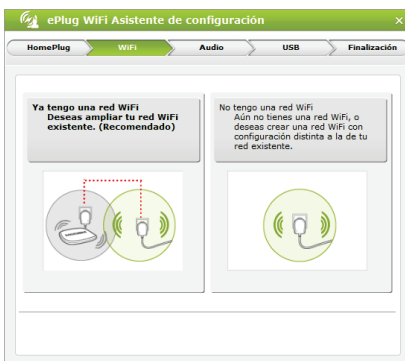 ePlug WiFi Asistente de configuración
HomePlug WiFi Audio USB Finalización
Ya tengo una red WiFi
Deseas ampliar tu red WiFi
existente. (Recomendado)
No tengo una red WiFi
Aún no tienes una red WiFi, o
deseas crear una red WiFi con
configuración distinta a la de tu
red existente.